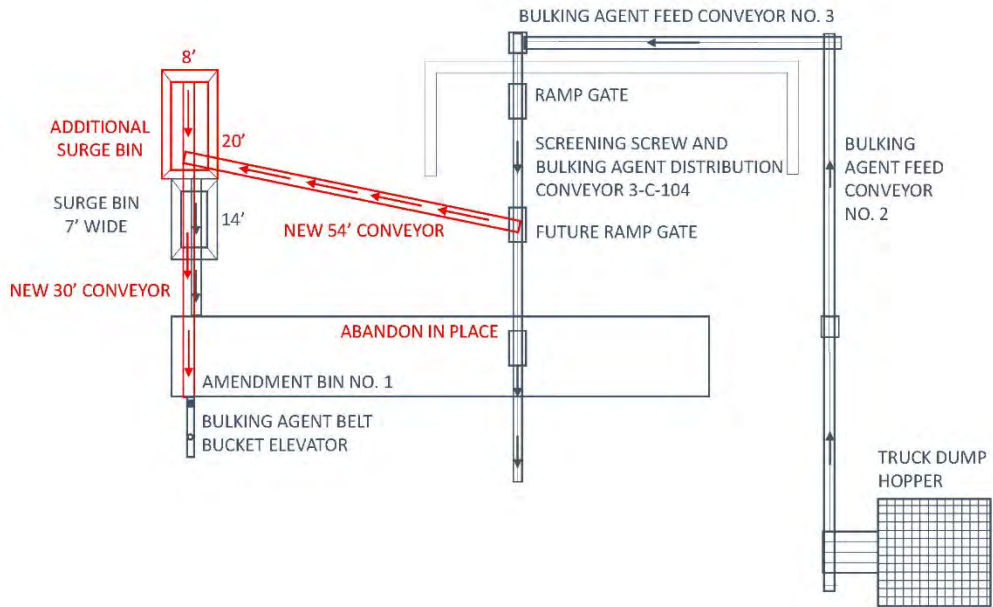 BULKING AGENT FEED CONVEYOR NO. 3
8’
RAMP GATE
ADDITIONAL
SURGE BIN
20’
SCREENING SCREW AND
BULKING AGENT DISTRIBUTION
CONVEYOR 3-C-104
BULKING
AGENT FEED
CONVEYOR
NO. 2
SURGE BIN
7’ WIDE
14’
NEW 54’ CONVEYOR
FUTURE RAMP GATE
NEW 30’ CONVEYOR
ABANDON IN PLACE
AMENDMENT BIN NO. 1
BULKING AGENT BELT
BUCKET ELEVATOR
TRUCK DUMP
HOPPER